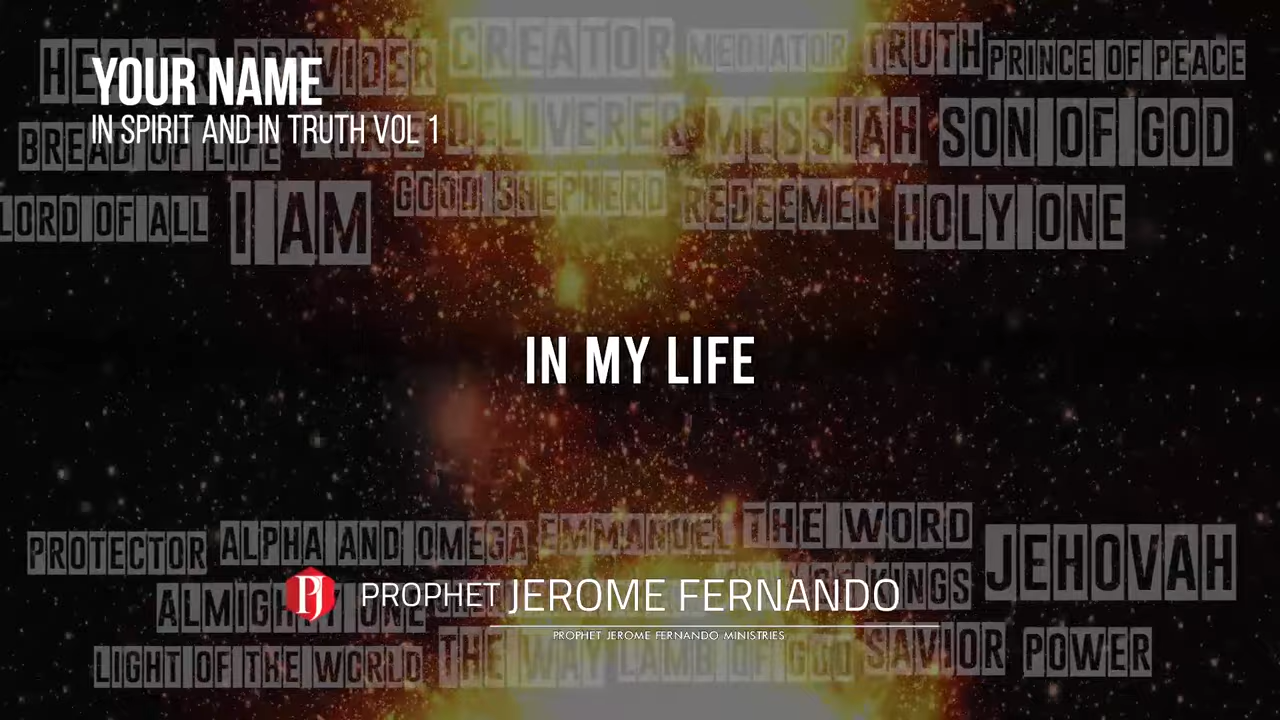 HEALER PROVIDER CREATOR MEDIATOR TRUTH PRINCE OF PEACE
YOUR NAME
IN SPIRIT AND IN TRUTH VOL 1
BREAD OF LIFE DELIVERER MESSIAH SON OF GOD
LORD OF ALL I AM GOOD SHEPHERD REDEEMER HOLY ONE
IN MY LIFE
PROTECTOR ALPHA AND OMEGA EMMANUEL THE WORD JEHOVAH
ALMIGHTY ONE KINGS
PJ PROPHET JEROME FERNANDO
PROPHET JEROME FERNANDO MINISTRIES
LIGHT OF THE WORLD THE WAY LAMB OF GOD SAVIOR POWER